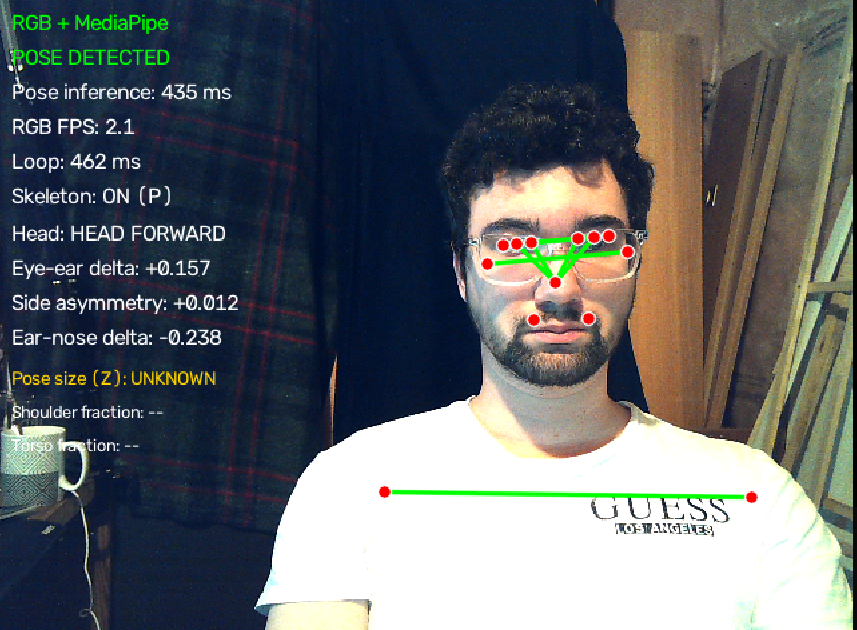 RGB + MediaPipe
POSE DETECTED
Pose inference: 435 ms
RGB FPS: 2.1
Loop: 462 ms
Skeleton: ON (P)
Head: HEAD FORWARD
Eye-ear delta: +0.157
Side asymmetry: +0.012
Ear-nose delta: -0.238
Pose size (Z): UNKNOWN
Shoulder fraction: --
Torso fraction: --
GUESS
LOS ANGELES